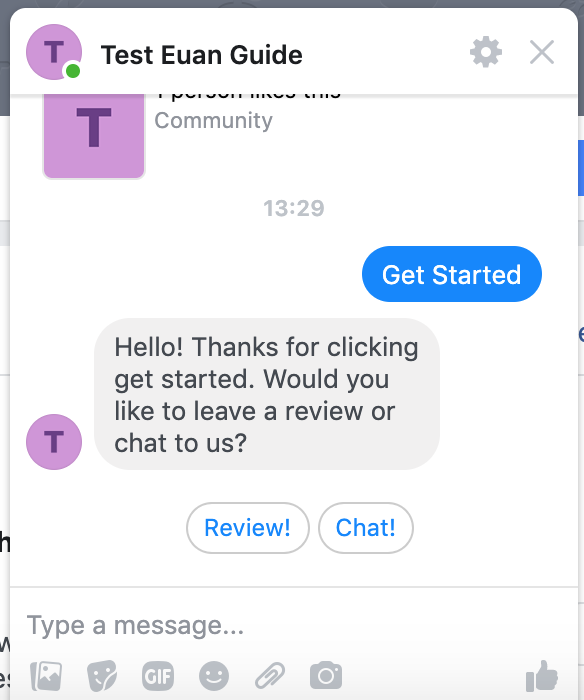 T
Test Euan Guide
1 person likes this
T
Community
13:29
Get Started
Hello! Thanks for clicking
get started. Would you
like to leave a review or
chat to us?
T
Review!
Chat!
Type a message...
GIF